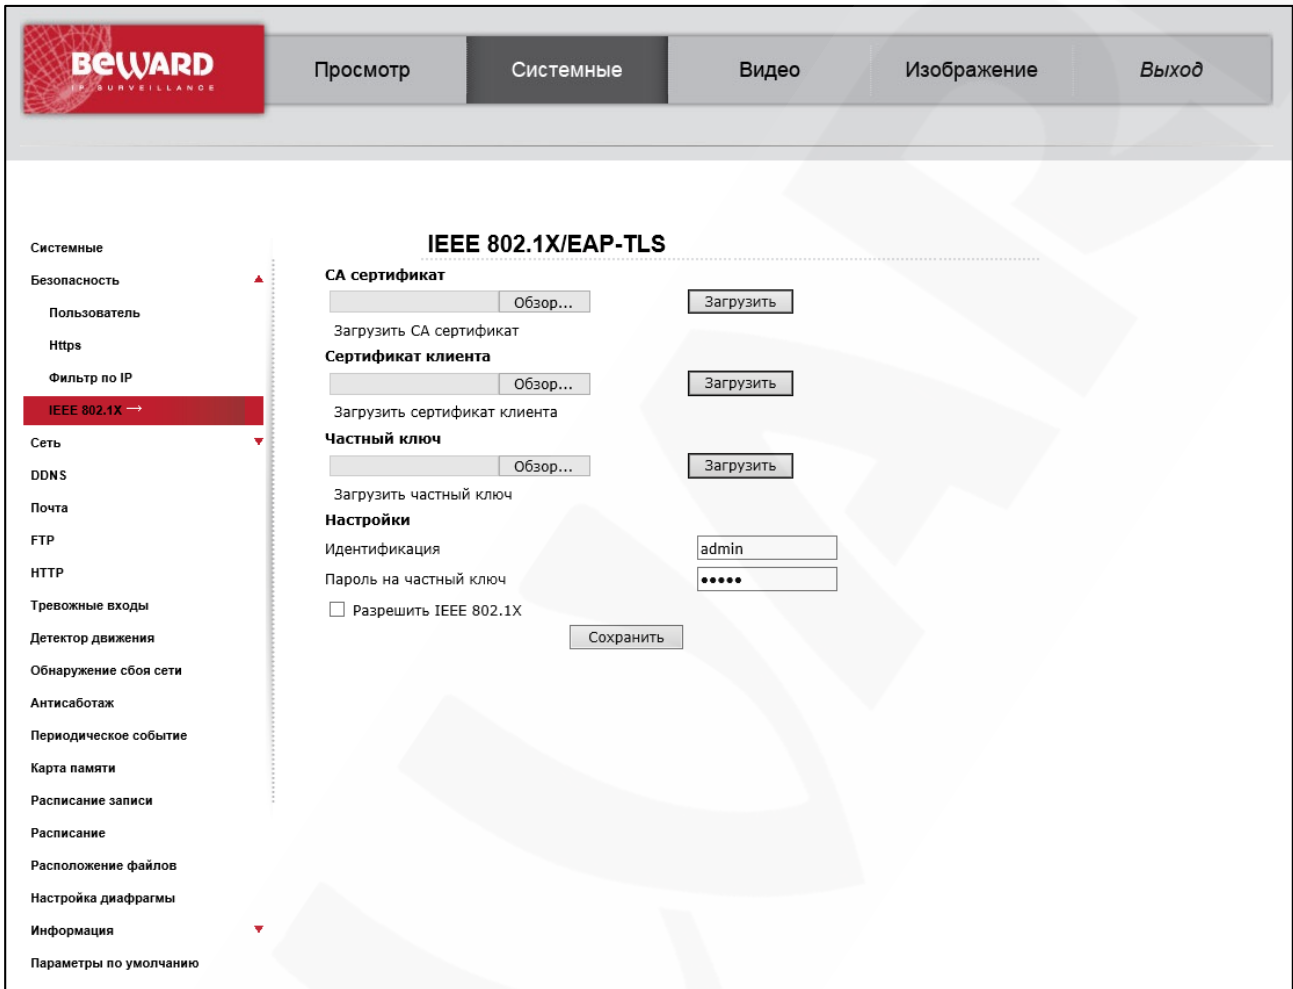 BEWARD
IP SURVEILLANCE
Просмотр
Системные
Видео
Изображение
Выход
Системные
Безопасность
Пользователь
Https
Фильтр по IP
IEEE 802.1X →
Сеть
DDNS
Почта
FTP
HTTP
Тревожные входы
Детектор движения
Обнаружение сбоя сети
Антисаботаж
Периодическое событие
Карта памяти
Расписание записи
Расписание
Расположение файлов
Настройка диафрагмы
Информация
Параметры по умолчанию
IEEE 802.1X/EAP-TLS
CA сертификат
Обзор... Загрузить
Загрузить CA сертификат
Сертификат клиента
Обзор... Загрузить
Загрузить сертификат клиента
Частный ключ
Обзор... Загрузить
Загрузить частный ключ
Настройки
Идентификация admin
Пароль на частный ключ •••••
Разрешить IEEE 802.1X
Сохранить